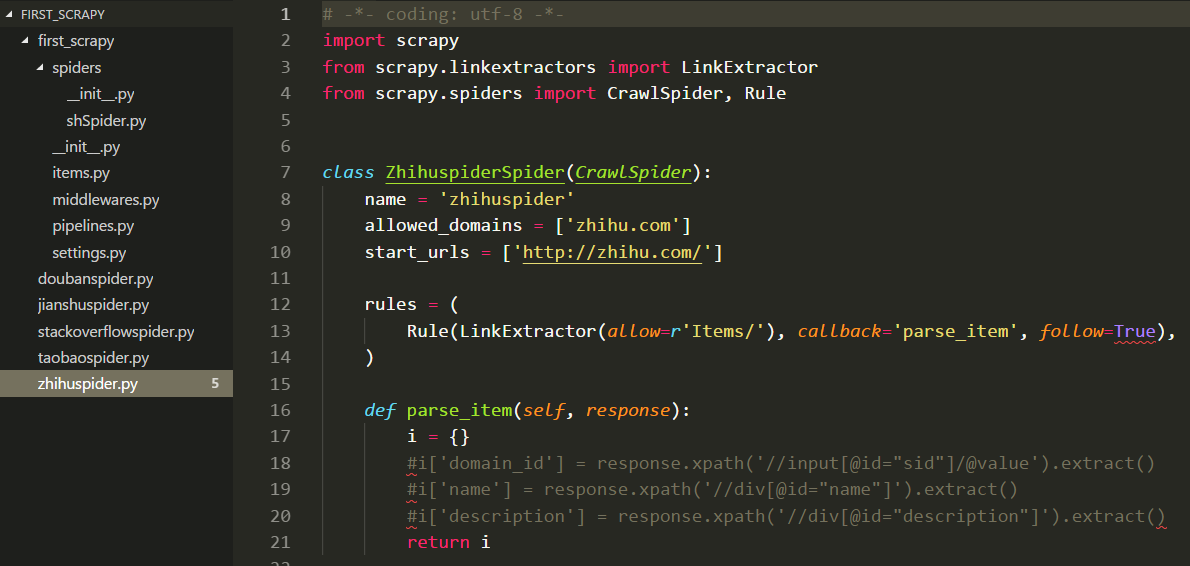 FIRST_SCRAPY
first_scrapy
spiders
__init__.py
shSpider.py
__init__.py
items.py
middlewares.py
pipelines.py
settings.py
doubanspider.py
jianshuspider.py
stackoverflowspider.py
taobaospider.py
zhihuspider.py 5
1 # -*- coding: utf-8 -*-
2 import scrapy
3 from scrapy.linkextractors import LinkExtractor
4 from scrapy.spiders import CrawlSpider, Rule
5
6
7 class ZhihuspiderSpider(CrawlSpider):
8     name = 'zhihuspider'
9     allowed_domains = ['zhihu.com']
10     start_urls = ['http://zhihu.com/']
11
12     rules = (
13         Rule(LinkExtractor(allow=r'Items/'), callback='parse_item', follow=True),
14     )
15
16     def parse_item(self, response):
17         i = {}
18         #i['domain_id'] = response.xpath('//input[@id="sid"]/@value').extract()
19         #i['name'] = response.xpath('//div[@id="name"]').extract()
20         #i['description'] = response.xpath('//div[@id="description"]').extract()
21         return i